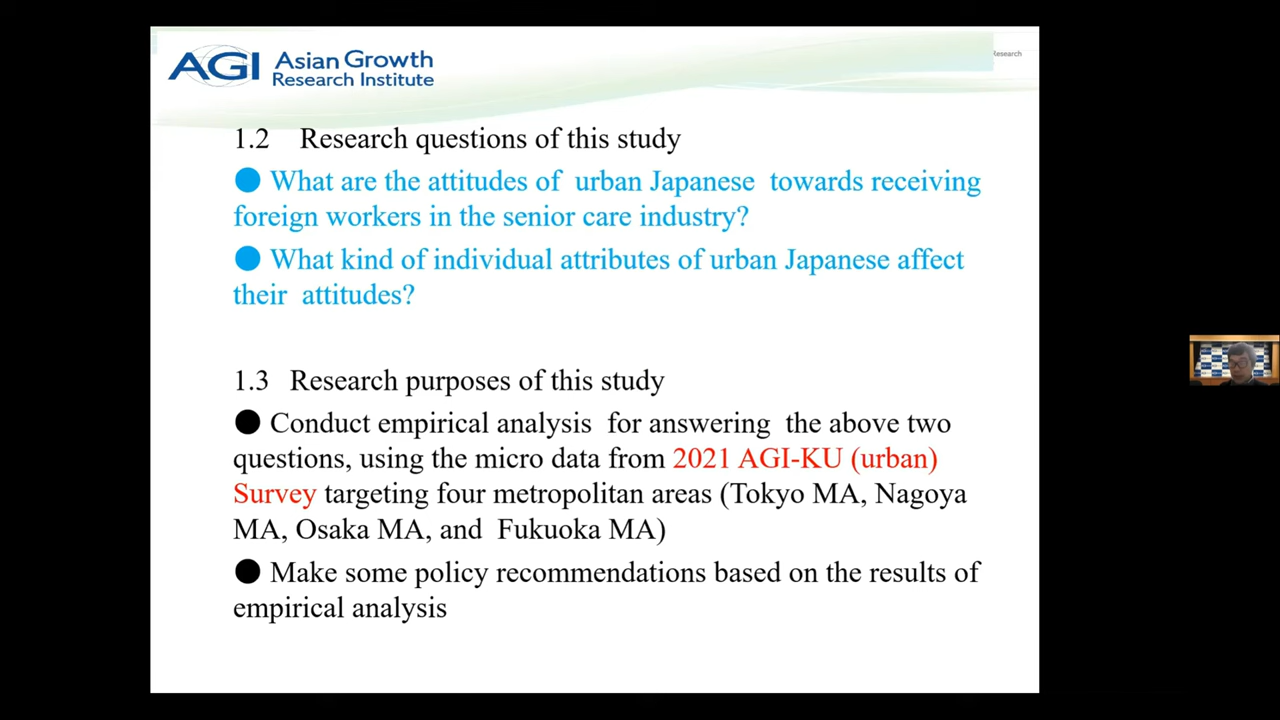 AGI Asian Growth
Research Institute
Research
1.2 Research questions of this study
● What are the attitudes of urban Japanese towards receiving
foreign workers in the senior care industry?
● What kind of individual attributes of urban Japanese affect
their attitudes?
1.3 Research purposes of this study
● Conduct empirical analysis for answering the above two
questions, using the micro data from 2021 AGI-KU (urban)
Survey targeting four metropolitan areas (Tokyo MA, Nagoya
MA, Osaka MA, and Fukuoka MA)
● Make some policy recommendations based on the results of
empirical analysis